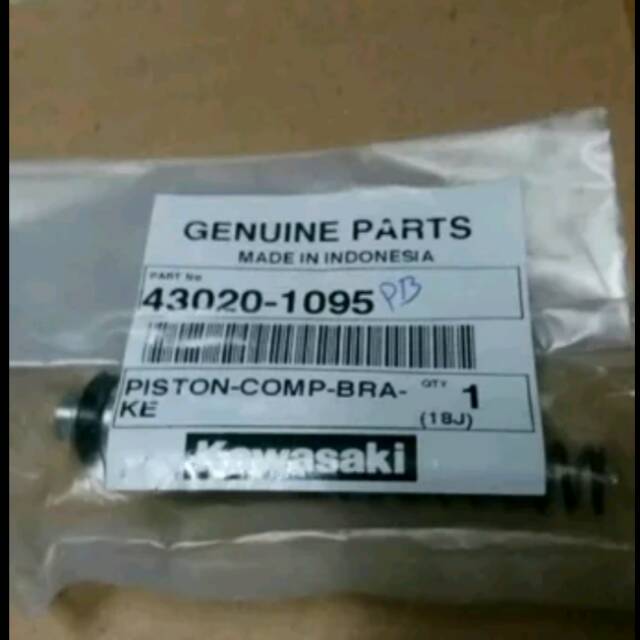 GENUINE PARTS
MADE IN INDONESIA
PART No
43020-1095 PB
PISTON-COMP-BRA- QTY 1
KE (18J)
Kawasaki